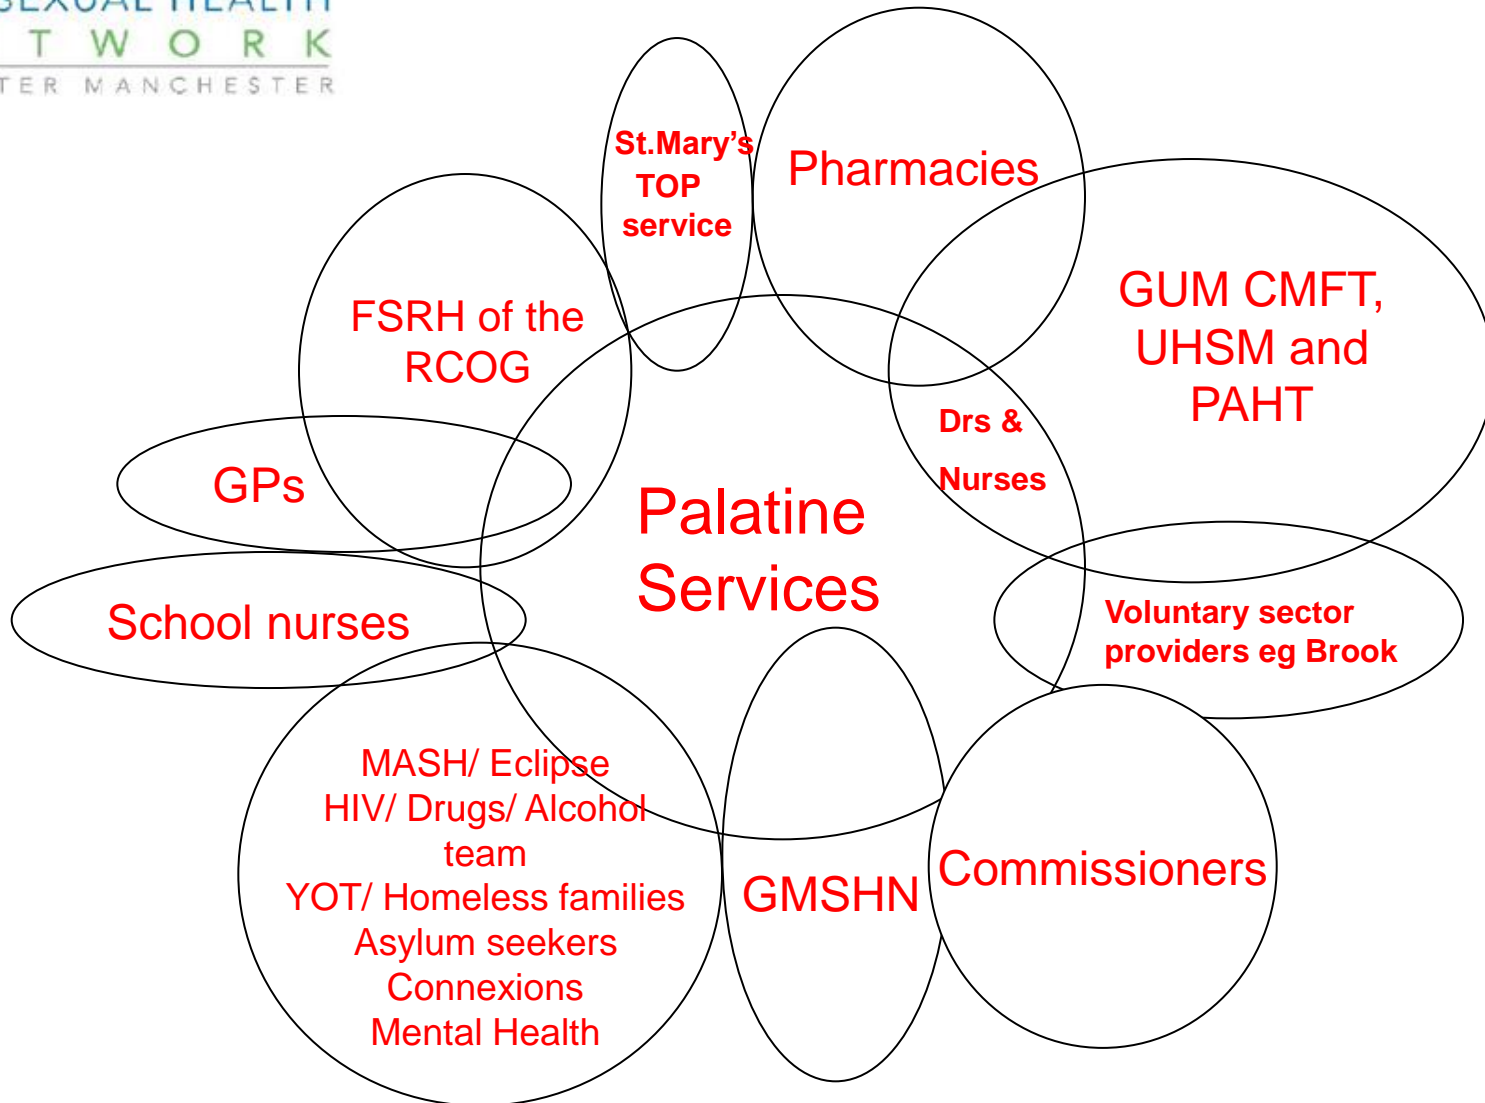 SEXUAL HEALTH
T W O R K
TER MANCHESTER
St.Mary's
TOP
service
Pharmacies
GUM CMFT,
UHSM and
PAHT
FSRH of the
RCOG
Drs &
Nurses
GPs
Palatine
Services
School nurses
Voluntary sector
providers eg Brook
MASH/ Eclipse
HIV/ Drugs/ Alcohol
team
YOT/ Homeless families
Asylum seekers
Connexions
Mental Health
GMSHN
Commissioners